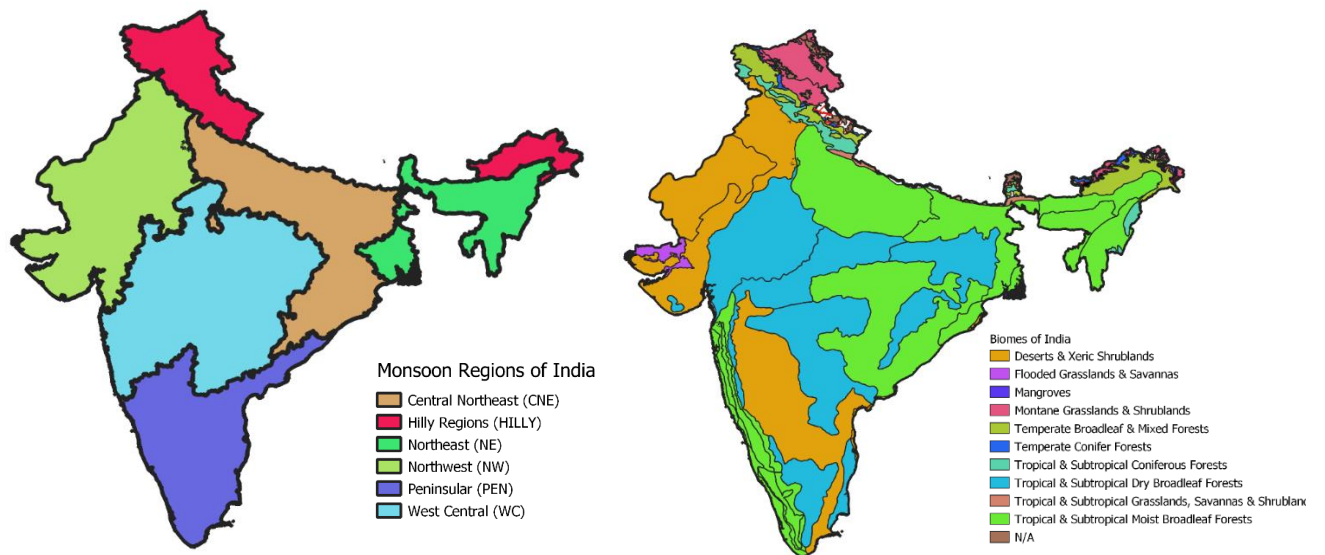 Monsoon Regions of India
Central Northeast (CNE)
Hilly Regions (HILLY)
Northeast (NE)
Northwest (NW)
Peninsular (PEN)
West Central (WC)
Biomes of India
Deserts & Xeric Shrublands
Flooded Grasslands & Savannas
Mangroves
Montane Grasslands & Shrublands
Temperate Broadleaf & Mixed Forests
Temperate Conifer Forests
Tropical & Subtropical Coniferous Forests
Tropical & Subtropical Dry Broadleaf Forests
Tropical & Subtropical Grasslands, Savannas & Shrubland
Tropical & Subtropical Moist Broadleaf Forests
N/A